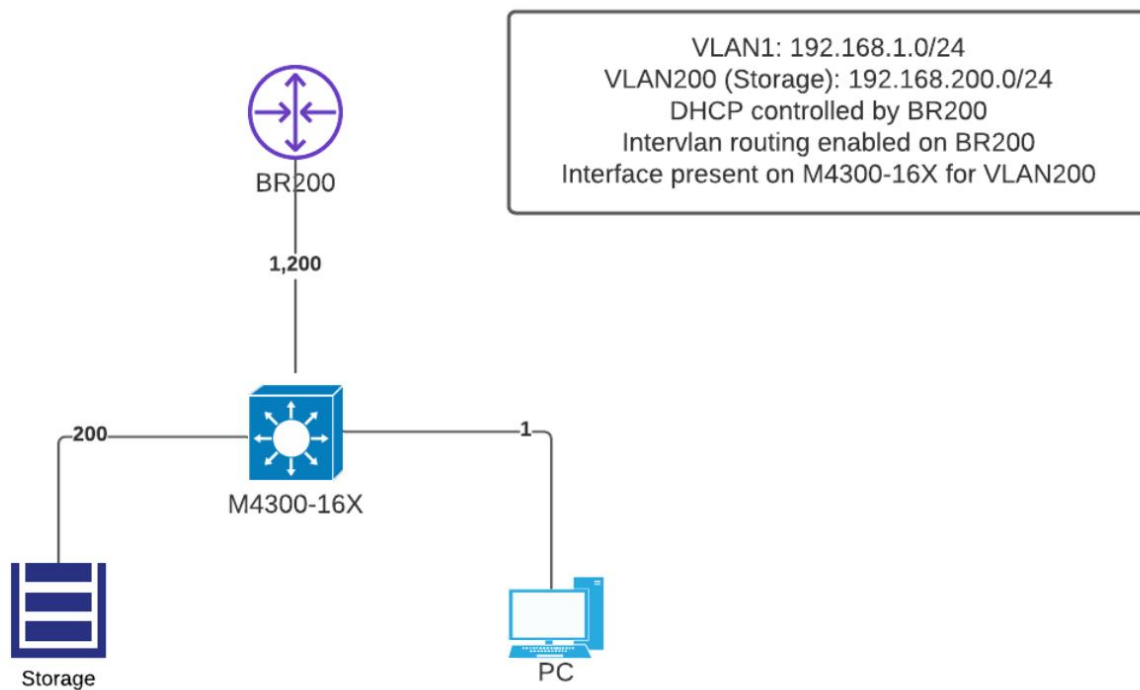 VLAN1: 192.168.1.0/24
VLAN200 (Storage): 192.168.200.0/24
DHCP controlled by BR200
Intervlan routing enabled on BR200
Interface present on M4300-16X for VLAN200
BR200
1,200
200
1
M4300-16X
Storage
PC